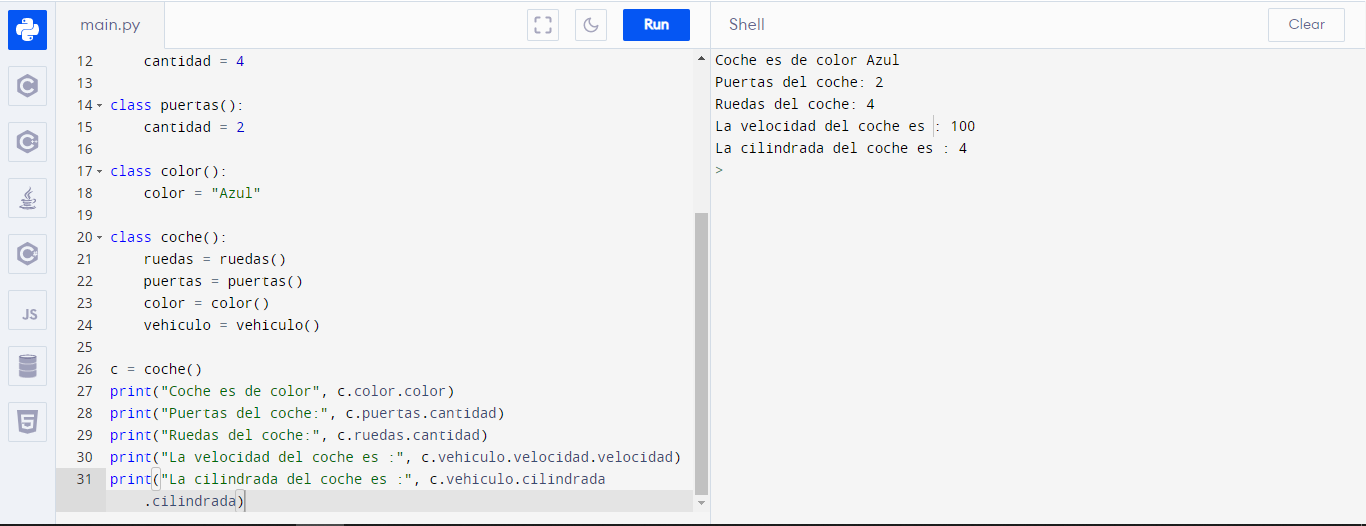 main.py
Run
Shell
Clear
JS
12 cantidad = 4
13
14 class puertas():
15 cantidad = 2
16
17 class color():
18 color = "Azul"
19
20 class coche():
21 ruedas = ruedas()
22 puertas = puertas()
23 color = color()
24 vehiculo = vehiculo()
25
26 c = coche()
27 print("Coche es de color", c.color.color)
28 print("Puertas del coche:", c.puertas.cantidad)
29 print("Ruedas del coche:", c.ruedas.cantidad)
30 print("La velocidad del coche es :", c.vehiculo.velocidad.velocidad)
31 print("La cilindrada del coche es :", c.vehiculo.cilindrada
.cilindrada)
Coche es de color Azul
Puertas del coche: 2
Ruedas del coche: 4
La velocidad del coche es : 100
La cilindrada del coche es : 4
>